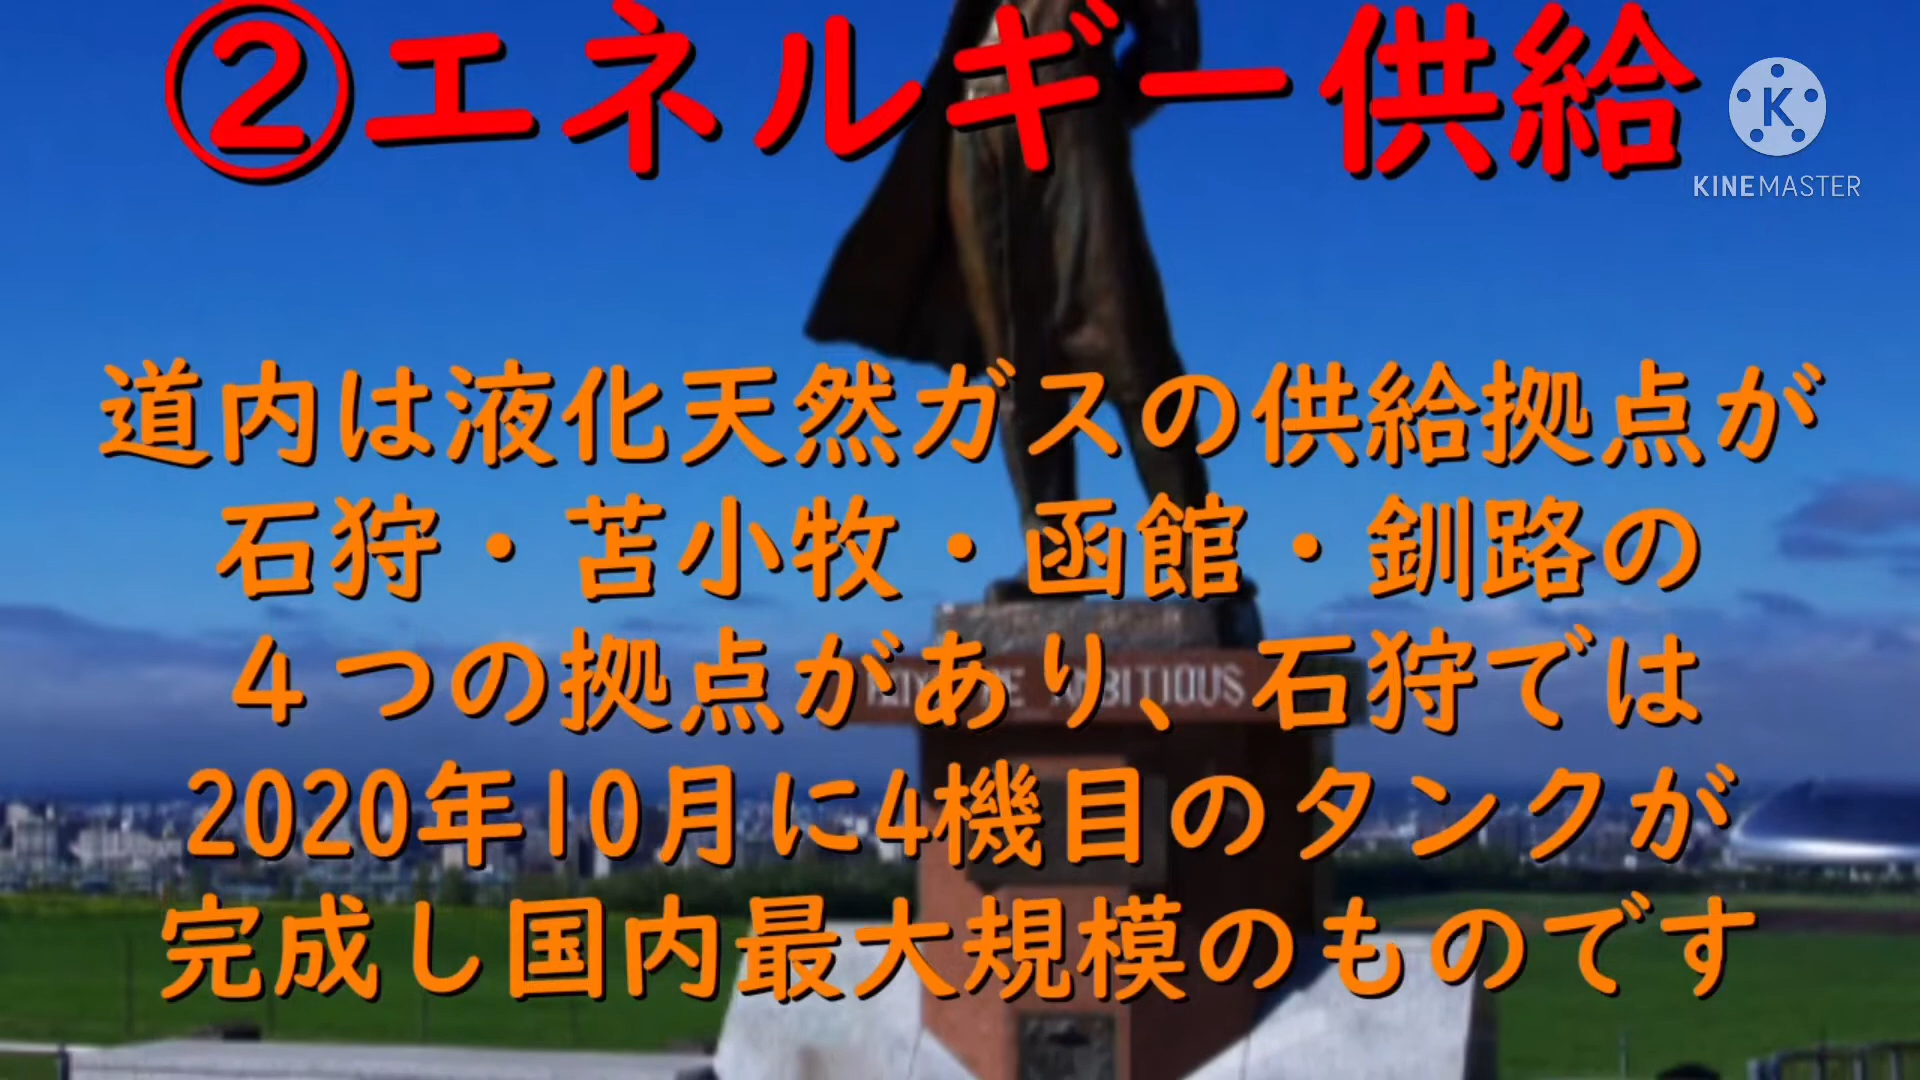 ②エネルギー供給
KINEMASTER
道内は液化天然ガスの供給拠点が
石狩・苫小牧・函館・釧路の
４つの拠点があり、石狩では
BITIOUS
2020年10月に4機目のタンクが
完成し国内最大規模のものです